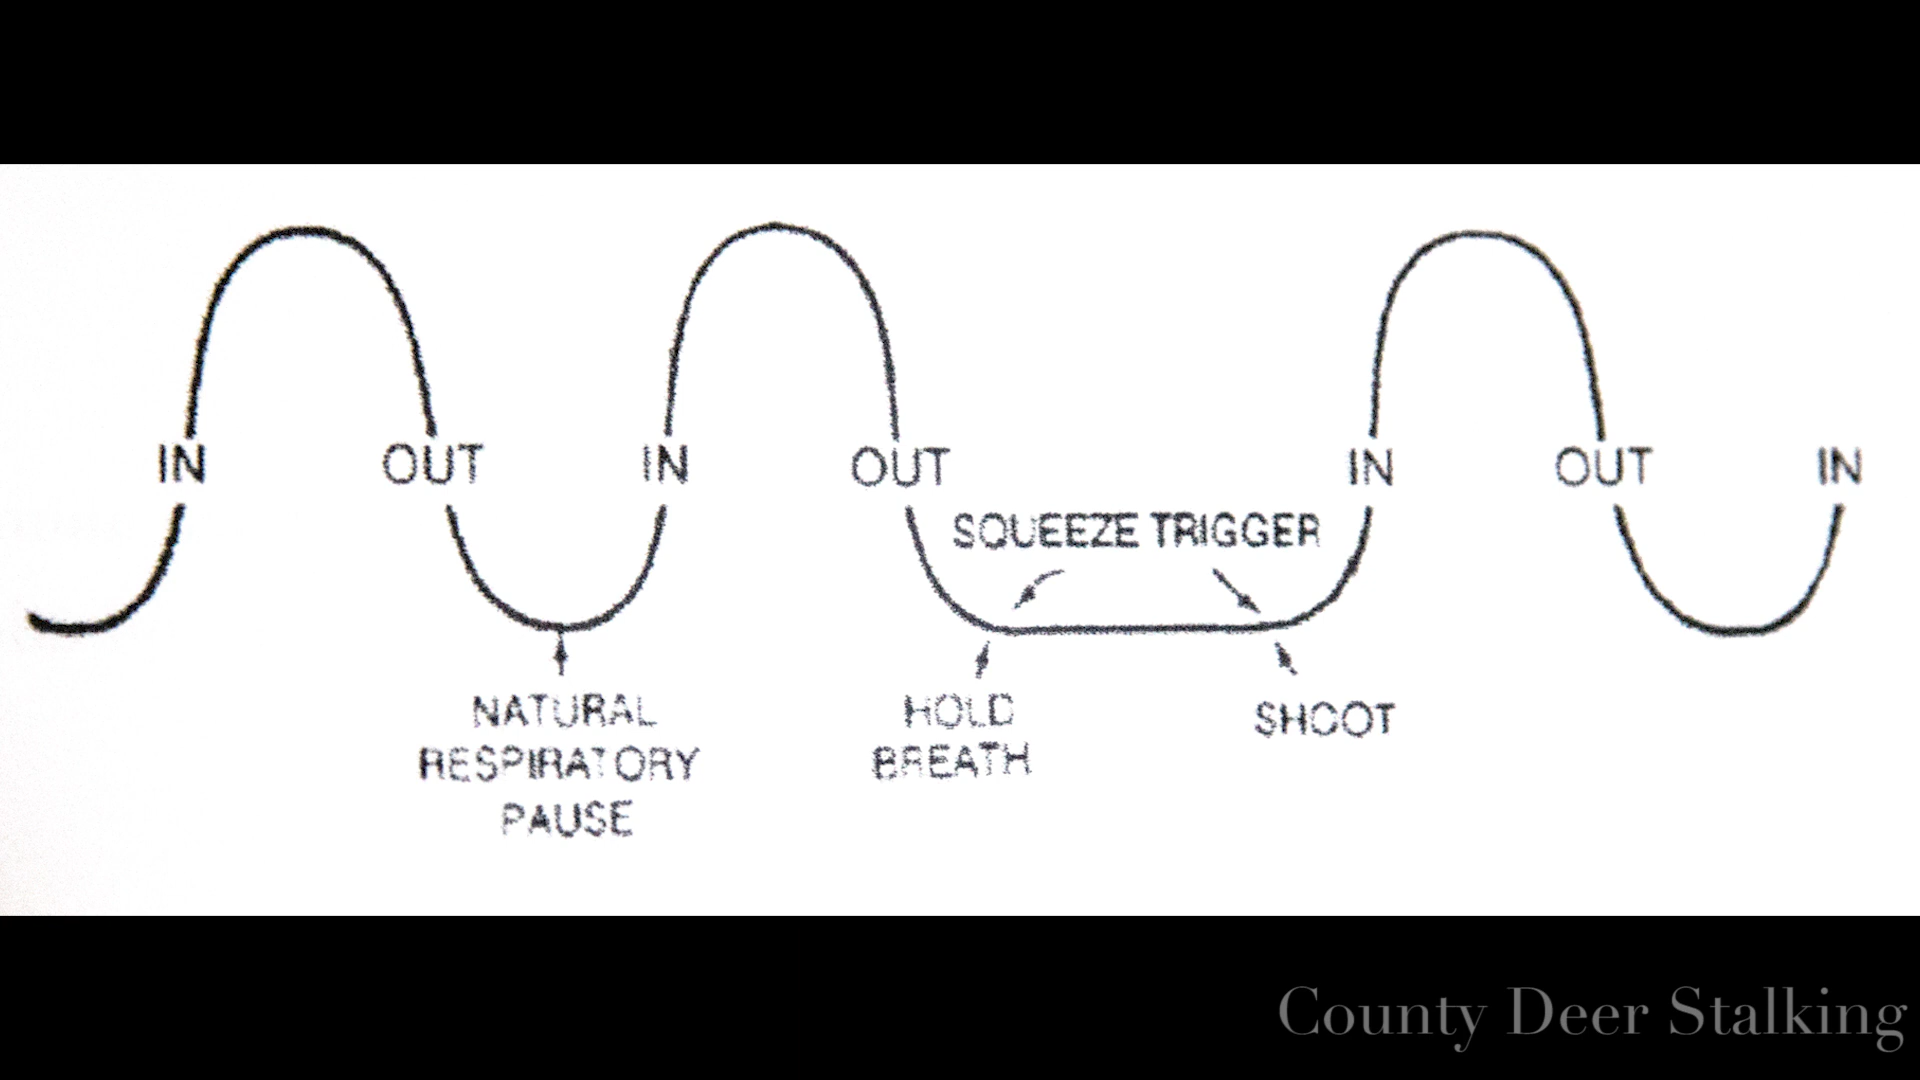 IN OUT IN OUT IN OUT IN
SQUEEZE TRIGGER
NATURAL
RESPIRATORY
PAUSE
HOLD
BREATH
SHOOT
County Deer Stalking